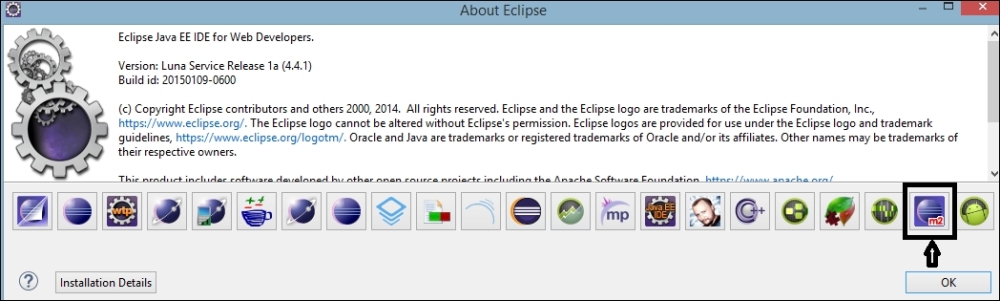 About Eclipse
Eclipse Java EE IDE for Web Developers.
Version: Luna Service Release 1a (4.4.1)
Build id: 20150109-0600
(c) Copyright Eclipse contributors and others 2000, 2014.  All rights reserved. Eclipse and the Eclipse logo are trademarks of the Eclipse Foundation, Inc.,
https://www.eclipse.org/. The Eclipse logo cannot be altered without Eclipse's permission. Eclipse logos are provided for use under the Eclipse logo and trademark
guidelines, https://www.eclipse.org/logotm/. Oracle and Java are trademarks or registered trademarks of Oracle and/or its affiliates. Other names may be trademarks of
their respective owners.
This product includes software developed by other open source projects including the Apache Software Foundation, https://www.apache.org/.
wtp
mp
Java EE
IDE
C++
m2
? Installation Details
OK